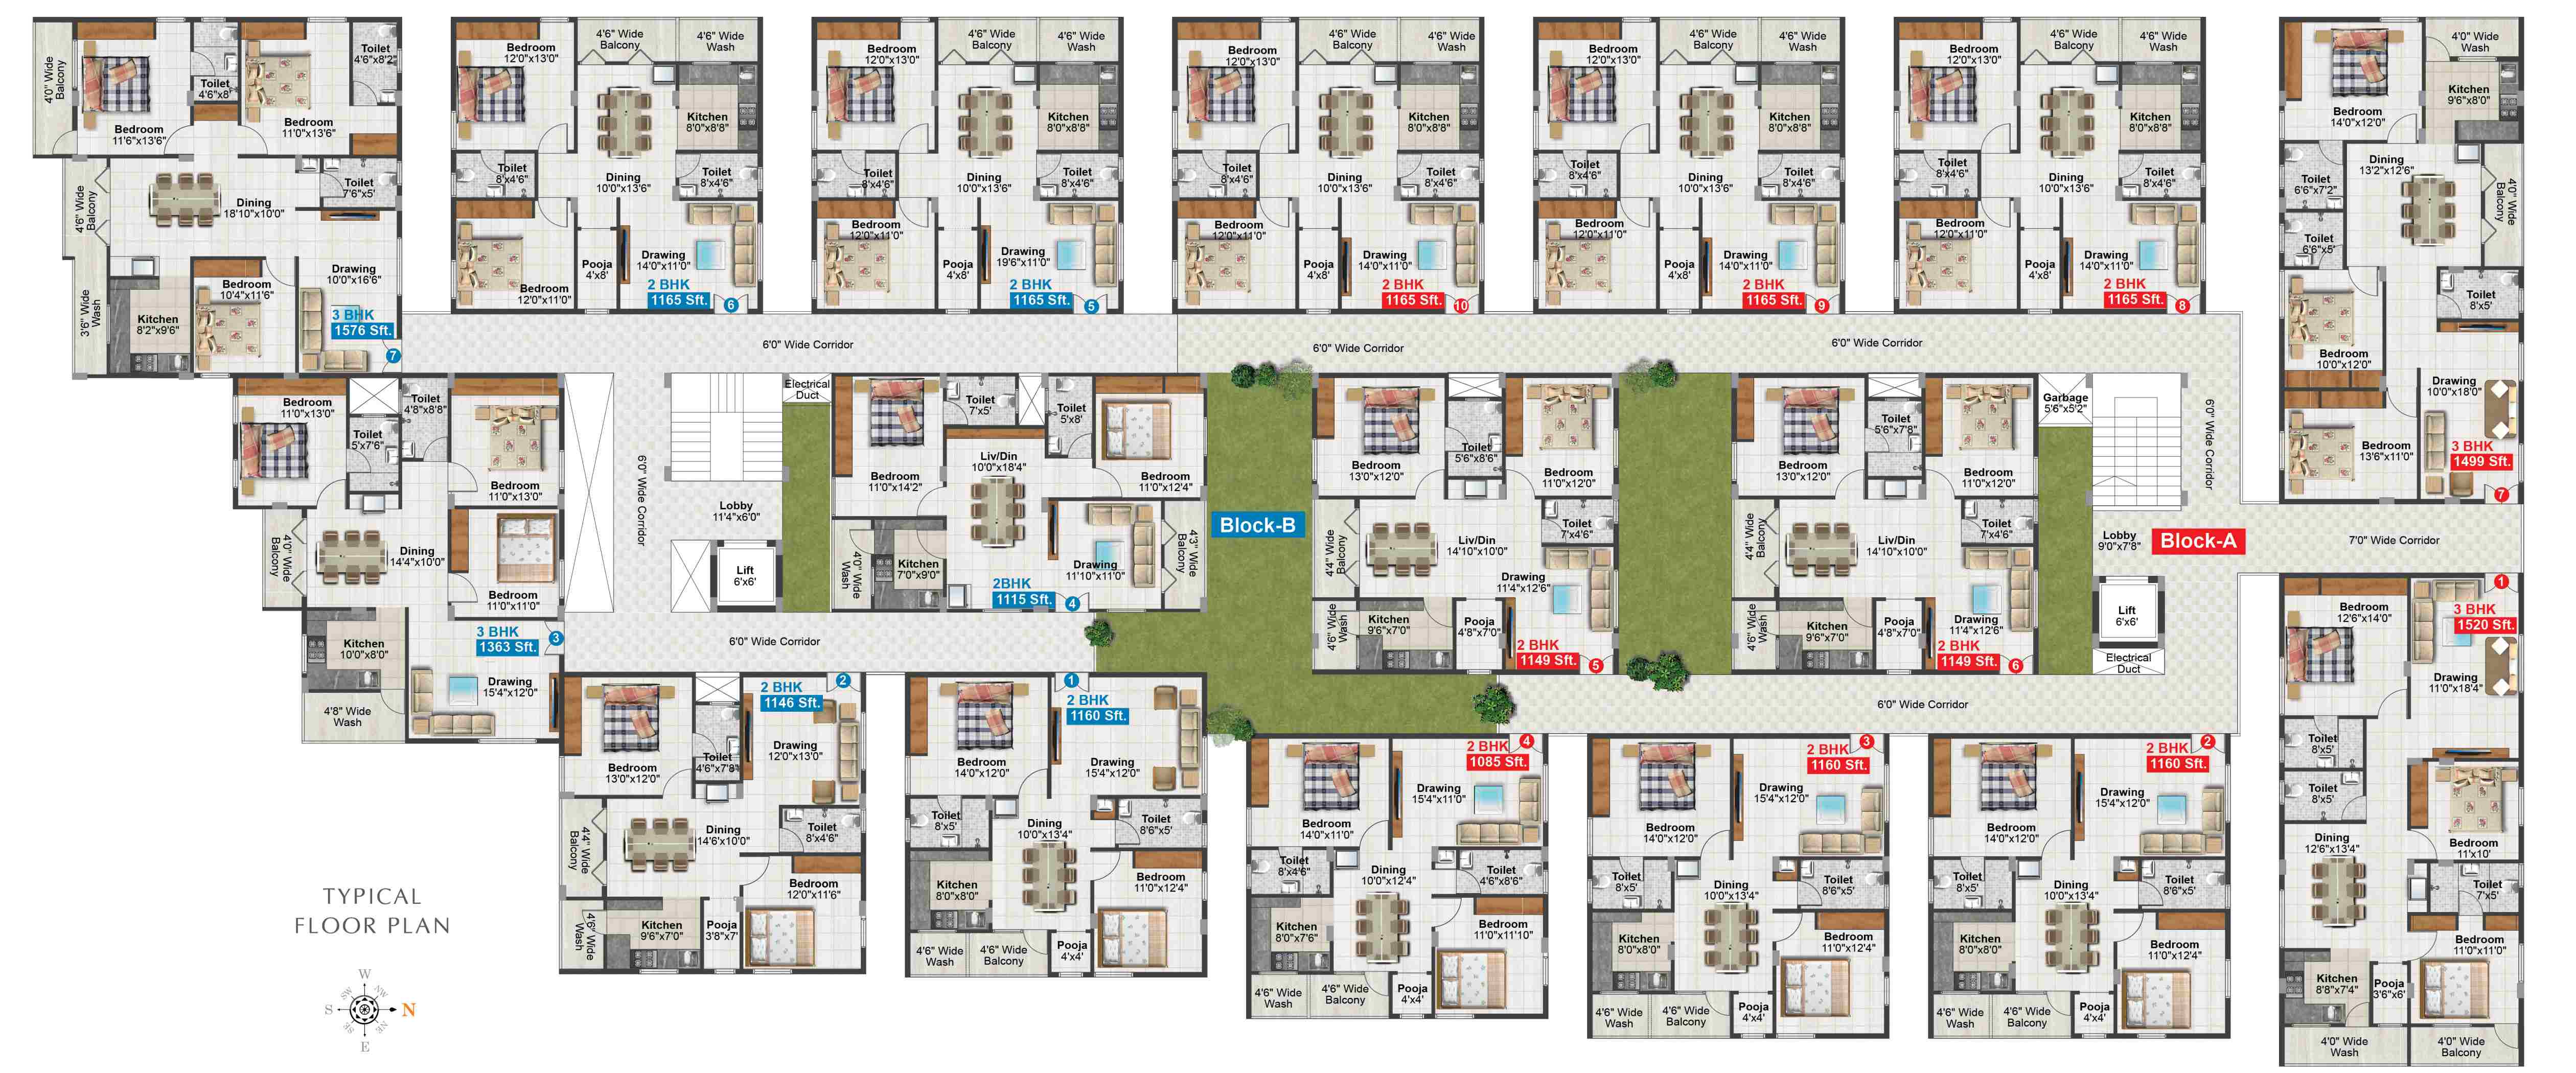 4'0" Wide
Balcony
Bedroom
11'6"x13'6"
Toilet
4'6"x8'
Bedroom
11'0"x13'6"
Toilet
4'6"x8'2"
4'6" Wide
Balcony
Dining
18'10"x10'0"
Toilet
7'6"x5'
3'6" Wide
Wash
Kitchen
8'2"x9'6"
Bedroom
10'4"x11'6"
Drawing
10'0"x16'6"
3 BHK
1576 Sft.
7
Bedroom
12'0"x13'0"
4'6" Wide
Balcony
4'6" Wide
Wash
Kitchen
8'0"x8'8"
Toilet
8'x4'6"
Dining
10'0"x13'6"
Toilet
8'x4'6"
Bedroom
12'0"x11'0"
Pooja
4'x8'
Drawing
14'0"x11'0"
2 BHK
1165 Sft.
6
Bedroom
12'0"x13'0"
4'6" Wide
Balcony
4'6" Wide
Wash
Kitchen
8'0"x8'8"
Toilet
8'x4'6"
Dining
10'0"x13'6"
Toilet
8'x4'6"
Bedroom
12'0"x11'0"
Pooja
4'x8'
Drawing
19'6"x11'0"
2 BHK
1165 Sft.
5
Bedroom
12'0"x13'0"
4'6" Wide
Balcony
4'6" Wide
Wash
Kitchen
8'0"x8'8"
Toilet
8'x4'6"
Dining
10'0"x13'6"
Toilet
8'x4'6"
Bedroom
12'0"x11'0"
Pooja
4'x8'
Drawing
14'0"x11'0"
2 BHK
1165 Sft.
10
Bedroom
12'0"x13'0"
4'6" Wide
Balcony
4'6" Wide
Wash
Kitchen
8'0"x8'8"
Toilet
8'x4'6"
Dining
10'0"x13'6"
Toilet
8'x4'6"
Bedroom
12'0"x11'0"
Pooja
4'x8'
Drawing
14'0"x11'0"
2 BHK
1165 Sft.
9
Bedroom
12'0"x13'0"
4'6" Wide
Balcony
4'6" Wide
Wash
Kitchen
8'0"x8'8"
Toilet
8'x4'6"
Dining
10'0"x13'6"
Toilet
8'x4'6"
Bedroom
12'0"x11'0"
Pooja
4'x8'
Drawing
14'0"x11'0"
2 BHK
1165 Sft.
8
Bedroom
14'0"x12'0"
4'0" Wide
Wash
Kitchen
9'6"x8'0"
Toilet
6'6"x7'2"
Dining
13'2"x12'6"
4'0" Wide
Balcony
Toilet
6'6"x5'
Toilet
8'x5'
Bedroom
10'0"x12'0"
Drawing
10'0"x18'0"
Bedroom
13'6"x11'0"
3 BHK
1499 Sft.
7
6'0" Wide Corridor
6'0" Wide Corridor
6'0" Wide Corridor
Bedroom
11'0"x13'0"
Toilet
4'8"x8'8"
Toilet
5'x7'6"
Bedroom
11'0"x13'0"
4'0" Wide
Balcony
Dining
14'4"x10'0"
Bedroom
11'0"x11'0"
Kitchen
10'0"x8'0"
3 BHK
1363 Sft.
3
Drawing
15'4"x12'0"
4'8" Wide
Wash
6'0" Wide Corridor
Lobby
11'4"x6'0"
Lift
6'x6'
Electrical
Duct
Bedroom
11'0"x14'2"
Toilet
7'x5'
Toilet
5'x8'
Liv/Din
10'0"x18'4"
Bedroom
11'0"x12'4"
4'0" Wide
Wash
Kitchen
7'0"x9'0"
Drawing
11'10"x11'0"
4'3" Wide
Balcony
2BHK
1115 Sft.
4
6'0" Wide Corridor
Block-B
Bedroom
13'0"x12'0"
Toilet
5'6"x8'6"
Bedroom
11'0"x12'0"
4'4" Wide
Balcony
Liv/Din
14'10"x10'0"
Toilet
7'x4'6"
Drawing
11'4"x12'6"
4'6" Wide
Wash
Kitchen
9'6"x7'0"
Pooja
4'8"x7'0"
2 BHK
1149 Sft.
5
Bedroom
13'0"x12'0"
Toilet
5'6"x7'8"
Bedroom
11'0"x12'0"
4'4" Wide
Balcony
Liv/Din
14'10"x10'0"
Toilet
7'x4'6"
Drawing
11'4"x12'6"
4'6" Wide
Wash
Kitchen
9'6"x7'0"
Pooja
4'8"x7'0"
2 BHK
1149 Sft.
6
Garbage
5'6"x5'2"
6'0" Wide Corridor
Lobby
9'0"x7'8"
Block-A
7'0" Wide Corridor
Lift
6'x6'
Electrical
Duct
6'0" Wide Corridor
Bedroom
13'0"x12'0"
Toilet
4'6"x7'8"
2 BHK
1146 Sft.
2
Drawing
12'0"x13'0"
4'4" Wide
Balcony
Dining
14'6"x10'0"
Toilet
8'x4'6"
4'6" Wide
Wash
Kitchen
9'6"x7'0"
Pooja
3'8"x7'
Bedroom
12'0"x11'6"
Bedroom
14'0"x12'0"
1
2 BHK
1160 Sft.
Drawing
15'4"x12'0"
Toilet
8'x5'
Dining
10'0"x13'4"
Toilet
8'6"x5'
Kitchen
8'0"x8'0"
Bedroom
11'0"x12'4"
4'6" Wide
Wash
4'6" Wide
Balcony
Pooja
4'x4'
Bedroom
14'0"x11'0"
2 BHK
1085 Sft.
4
Drawing
15'4"x11'0"
Toilet
8'x4'6"
Dining
10'0"x12'4"
Toilet
4'6"x8'6"
Kitchen
8'0"x7'6"
Bedroom
11'0"x11'10"
4'6" Wide
Wash
4'6" Wide
Balcony
Pooja
4'x4'
Bedroom
14'0"x12'0"
2 BHK
1160 Sft.
3
Drawing
15'4"x12'0"
Toilet
8'x5'
Dining
10'0"x13'4"
Toilet
8'6"x5'
Kitchen
8'0"x8'0"
Bedroom
11'0"x12'4"
4'6" Wide
Wash
4'6" Wide
Balcony
Pooja
4'x4'
Bedroom
14'0"x12'0"
2 BHK
1160 Sft.
2
Drawing
15'4"x12'0"
Toilet
8'x5'
Dining
10'0"x13'4"
Toilet
8'6"x5'
Kitchen
8'0"x8'0"
Bedroom
11'0"x12'4"
4'6" Wide
Wash
4'6" Wide
Balcony
Pooja
4'x4'
Bedroom
12'6"x14'0"
1
3 BHK
1520 Sft.
Drawing
11'0"x18'4"
Toilet
8'x5'
Toilet
8'x5'
Dining
12'6"x13'4"
Bedroom
11'x10'
Toilet
7'x5'
Bedroom
11'0"x11'0"
Kitchen
8'8"x7'4"
Pooja
3'6"x6'
4'0" Wide
Wash
4'0" Wide
Balcony
TYPICAL
FLOOR PLAN
W
SW
NW
S
N
SE
NE
E